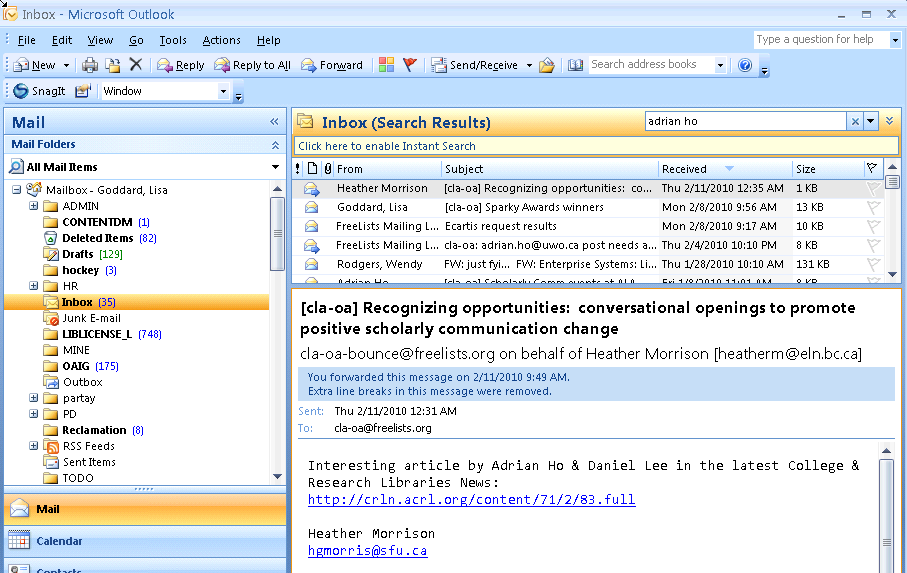 Inbox - Microsoft Outlook
File Edit View Go Tools Actions Help
Type a question for help
New Reply Reply to All Forward Send/Receive Search address books
SnagIt Window
Mail «
Mail Folders
All Mail Items
Mailbox - Goddard, Lisa
ADMIN
CONTENTDM (1)
Deleted Items (82)
Drafts [129]
hockey (3)
HR
Inbox (35)
Junk E-mail
LIBLICENSE_L (748)
MINE
OAIG (175)
Outbox
partay
PD
Reclamation (8)
RSS Feeds
Sent Items
TODO
Mail
Calendar
Contacts
Inbox (Search Results) adrian ho
Click here to enable Instant Search
From Subject Received Size
Heather Morrison [cla-oa] Recognizing opportunities: co... Thu 2/11/2010 12:35 AM 1 KB
Goddard, Lisa [cla-oa] Sparky Awards winners Mon 2/8/2010 9:56 AM 13 KB
FreeLists Mailing L... Ecartis request results Mon 2/8/2010 9:17 AM 10 KB
FreeLists Mailing L... cla-oa: adrian.ho@uwo.ca post needs a... Thu 2/4/2010 10:10 PM 8 KB
Rodgers, Wendy FW: just fyi... FW: Enterprise Systems: Li... Thu 1/28/2010 10:10 AM 131 KB
Adrian Ho [cla-oa] Scholarly Comm events at ALA Fri 1/8/2010 11:01 AM 8 KB
[cla-oa] Recognizing opportunities: conversational openings to promote
positive scholarly communication change
cla-oa-bounce@freelists.org on behalf of Heather Morrison [heatherm@eln.bc.ca]
You forwarded this message on 2/11/2010 9:49 AM.
Extra line breaks in this message were removed.
Sent: Thu 2/11/2010 12:31 AM
To: cla-oa@freelists.org
Interesting article by Adrian Ho & Daniel Lee in the latest College &
Research Libraries News:
http://crln.acrl.org/content/71/2/83.full
Heather Morrison
hgmorris@sfu.ca